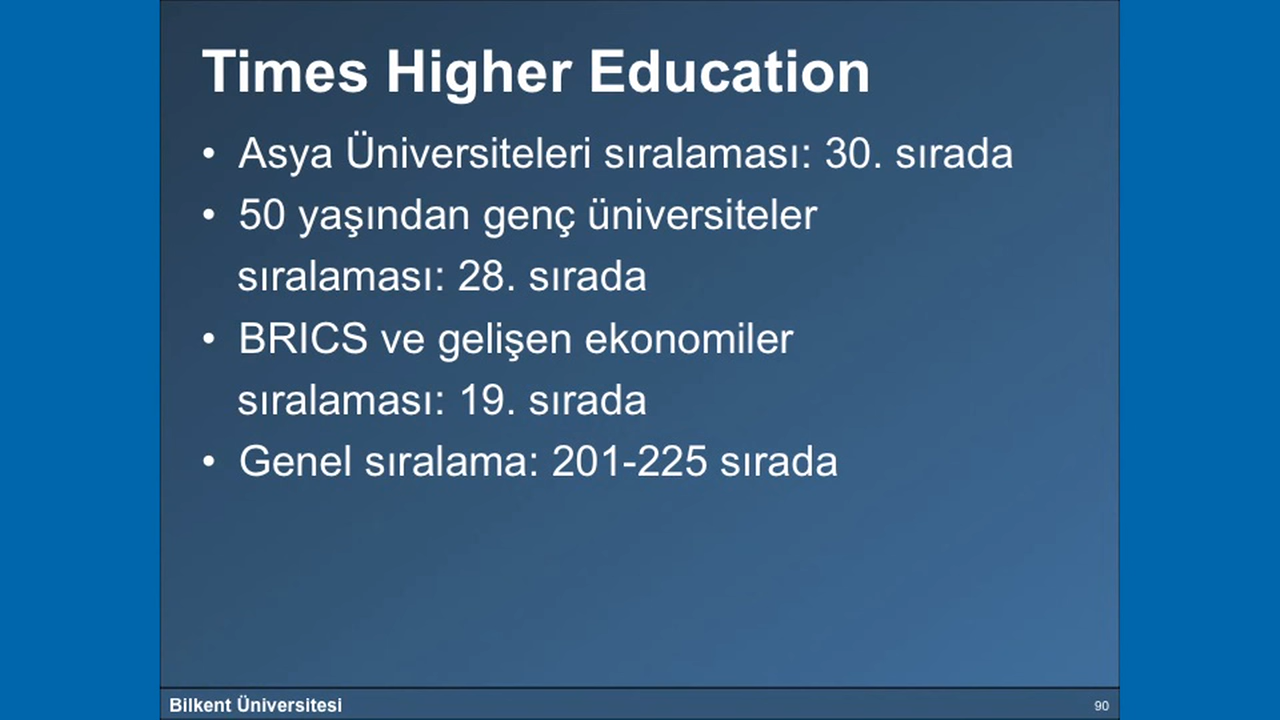 Times Higher Education
• Asya Üniversiteleri sıralaması: 30. sırada
• 50 yaşından genç üniversiteler
sıralaması: 28. sırada
• BRICS ve gelişen ekonomiler
sıralaması: 19. sırada
• Genel sıralama: 201-225 sırada
Bilkent Üniversitesi
90